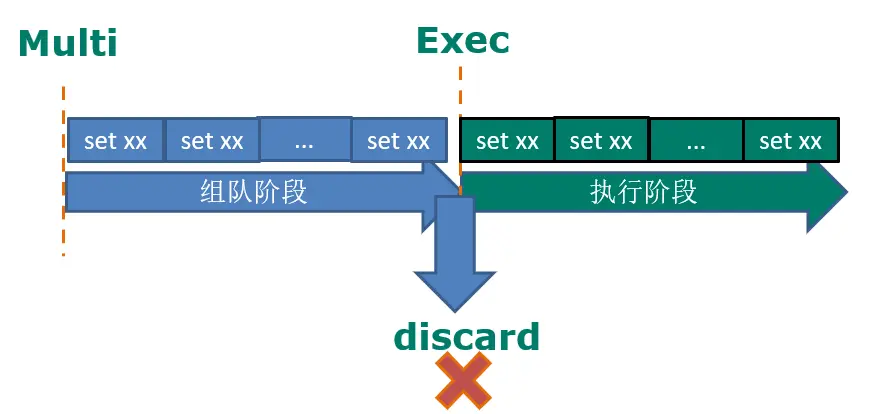 Multi
Exec
set xx set xx ... set xx set xx set xx ... set xx
组队阶段 执行阶段
discard